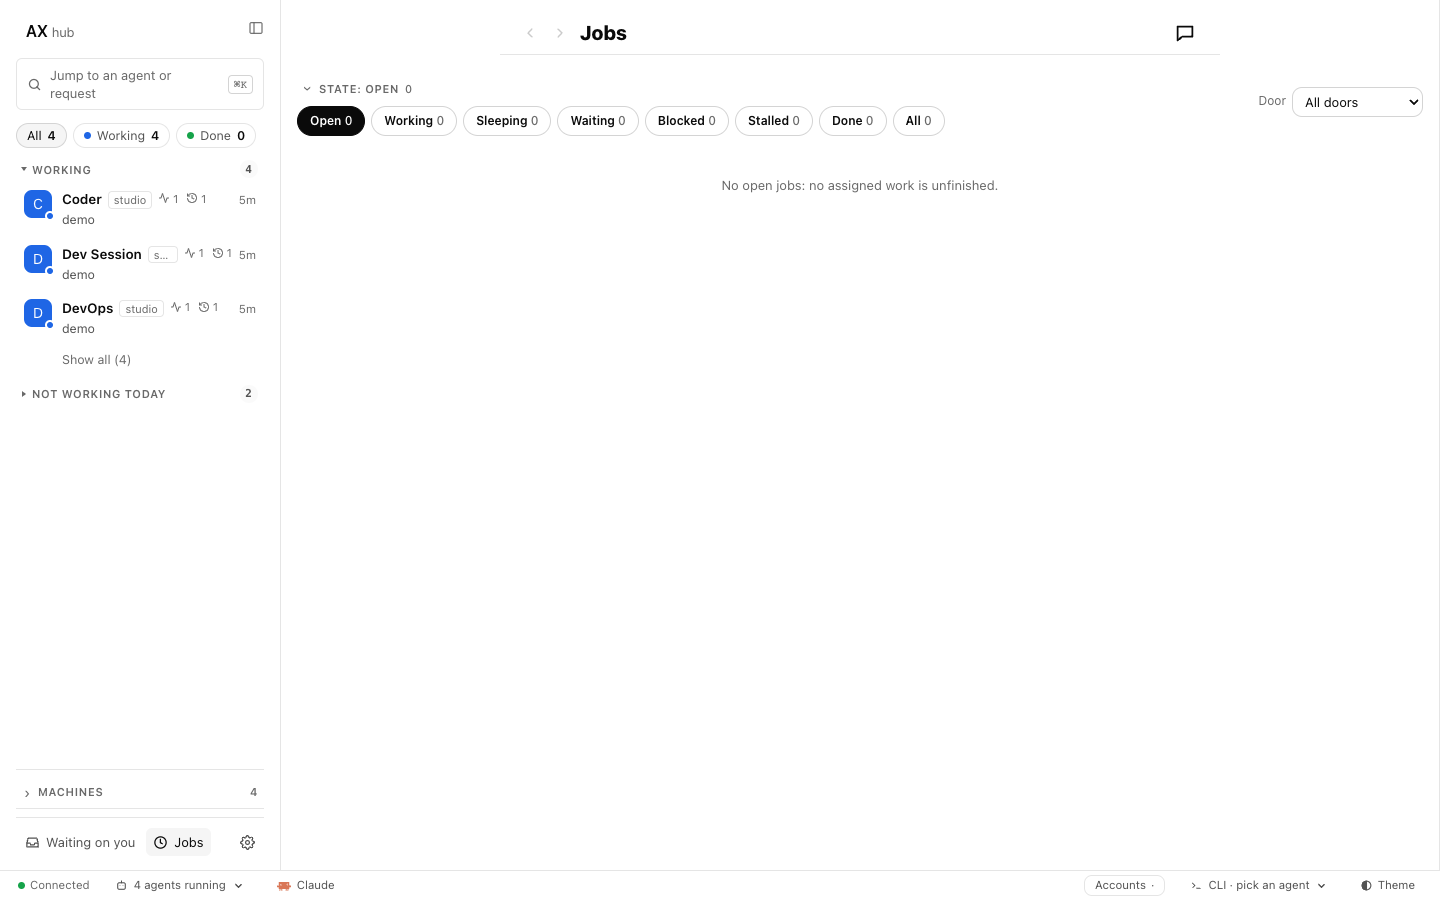 AX hub
Jump to an agent or request
⌘K
All 4
Working 4
Done 0
WORKING 4
C Coder studio 1 1 5m
demo
D Dev Session s... 1 1 5m
demo
D DevOps studio 1 1 5m
demo
Show all (4)
NOT WORKING TODAY 2
MACHINES 4
Waiting on you
Jobs
Jobs
STATE: OPEN 0
Open 0
Working 0
Sleeping 0
Waiting 0
Blocked 0
Stalled 0
Done 0
All 0
Door All doors
No open jobs: no assigned work is unfinished.
Connected
4 agents running
Claude
Accounts ·
CLI · pick an agent
Theme